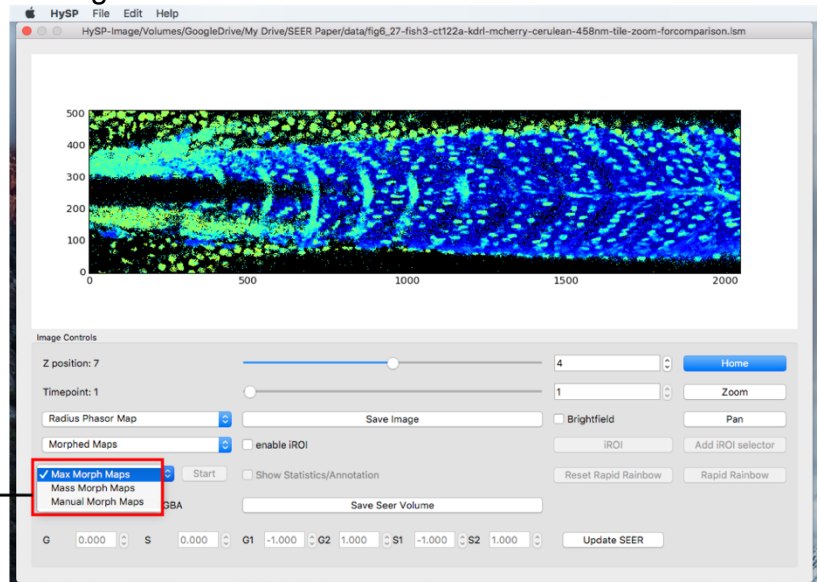 HySP File Edit Help
HySP-Image/Volumes/GoogleDrive/My Drive/SEER Paper/data/fig6_27-fish3-ct122a-kdrl-mcherry-cerulean-458nm-tile-zoom-forcomparison.ism
500
400
300
200
100
0
0 500 1000 1500 2000
Image Controls
Z position: 7 4 Home
Timepoint: 1 1 Zoom
Radius Phasor Map Save Image Brightfield Pan
Morphed Maps enable iROI iROI Add iROI selector
✓ Max Morph Maps Start Show Statistics/Annotation Reset Rapid Rainbow Rapid Rainbow
Mass Morph Maps
Manual Morph Maps GBA Save Seer Volume
G 0.000 S 0.000 G1 -1.000 G2 1.000 S1 -1.000 S2 1.000 Update SEER